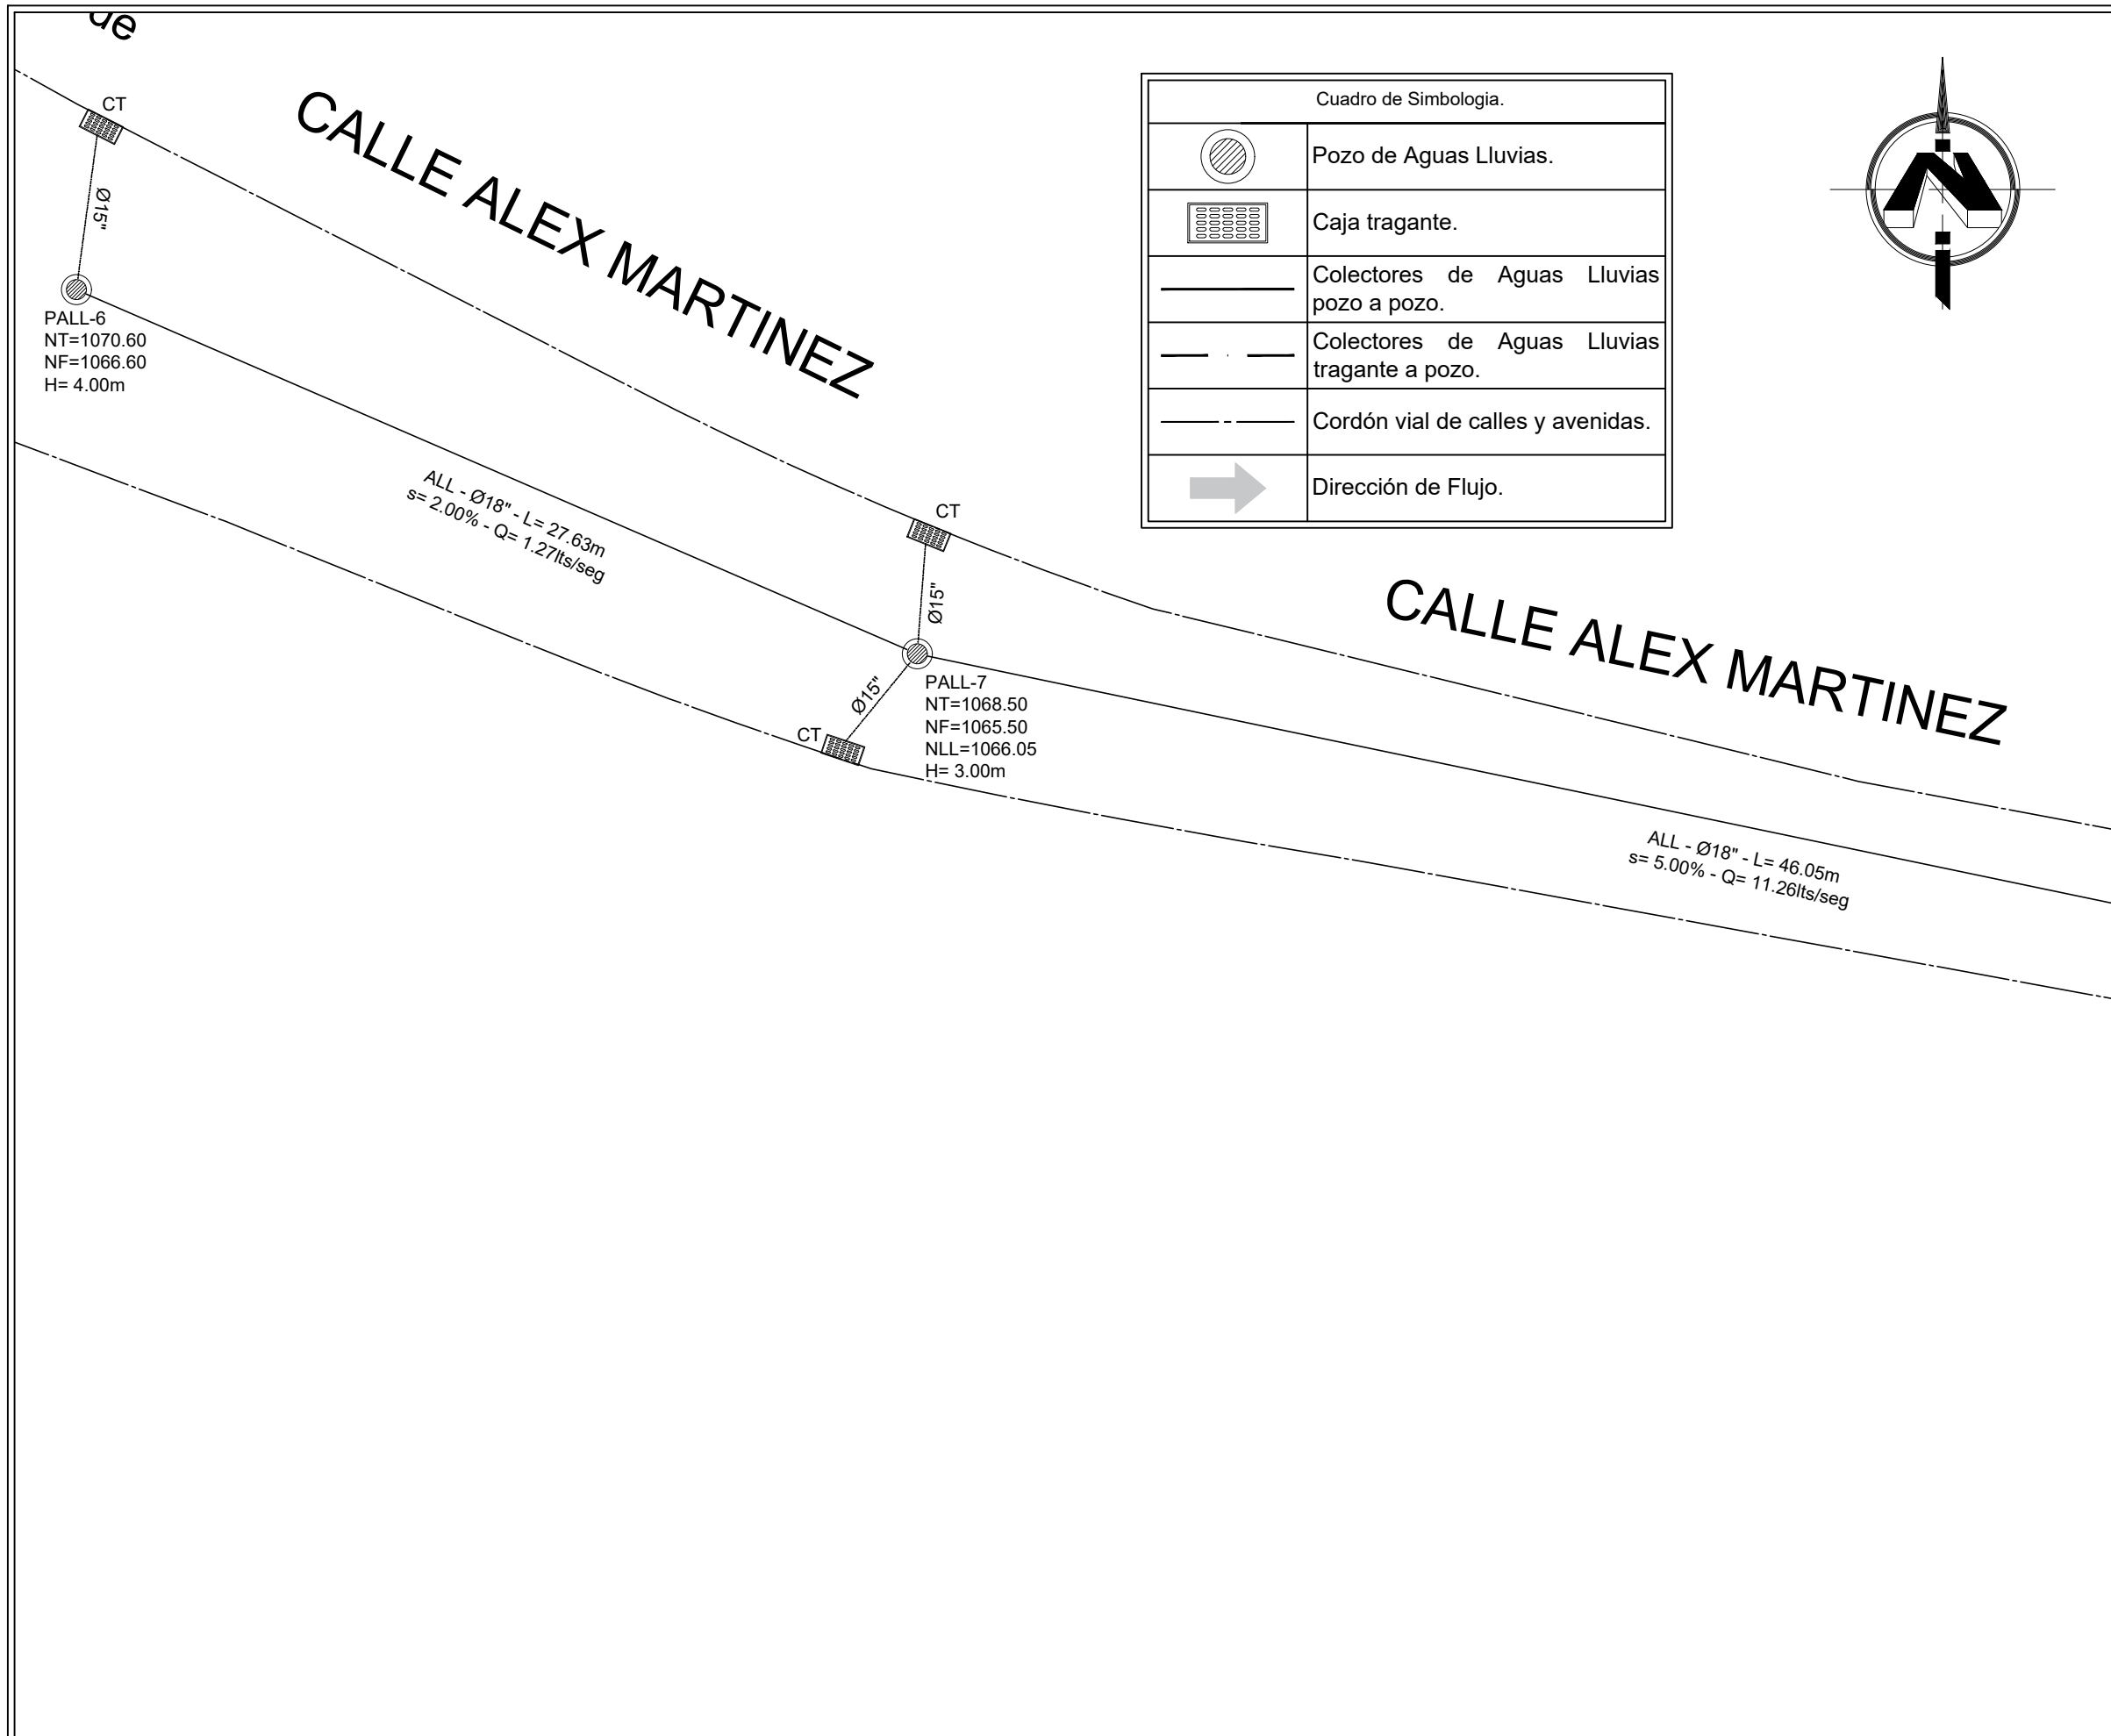 de
CT
CALLE ALEX MARTINEZ
Ø15"
PALL-6
NT=1070.60
NF=1066.60
H= 4.00m
ALL - Ø18" - L= 27.63m
s= 2.00% - Q= 1.27lts/seg
CT
Ø15"
Ø15"
CT
PALL-7
NT=1068.50
NF=1065.50
NLL=1066.05
H= 3.00m
CALLE ALEX MARTINEZ
ALL - Ø18" - L= 46.05m
s= 5.00% - Q= 11.26lts/seg
Cuadro de Simbologia.
Pozo de Aguas Lluvias.
Caja tragante.
Colectores de Aguas Lluvias
pozo a pozo.
Colectores de Aguas Lluvias
tragante a pozo.
Cordón vial de calles y avenidas.
Dirección de Flujo.
N